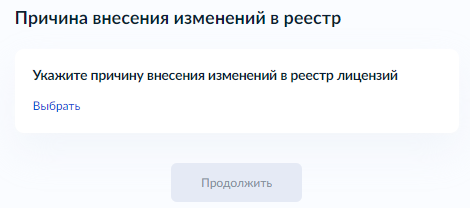 Причина внесения изменений в реестр
Укажите причину внесения изменений в реестр лицензий
Выбрать
Продолжить